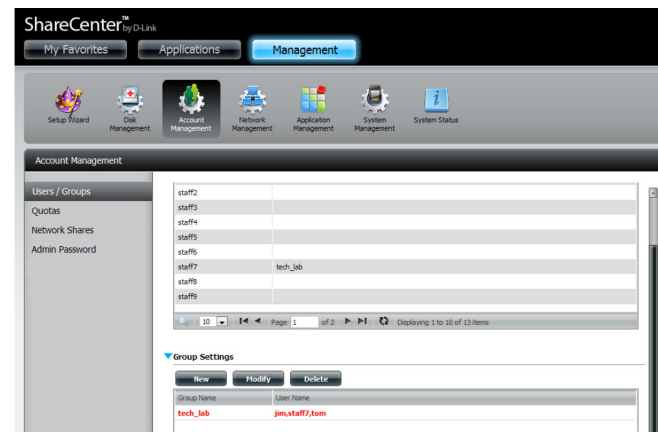 ShareCenter™ by D-Link
My Favorites Applications Management
Setup Wizard Disk Management Account Management Network Management Application Management System Management System Status
Account Management
Users / Groups
Quotas
Network Shares
Admin Password
staff2
staff3
staff4
staff5
staff6
staff7 tech_lab
staff8
staff9
10 Page 1 of 2 Displaying 1 to 10 of 13 items
Group Settings
New Modify Delete
Group Name User Name
tech_lab jim,staff7,tom